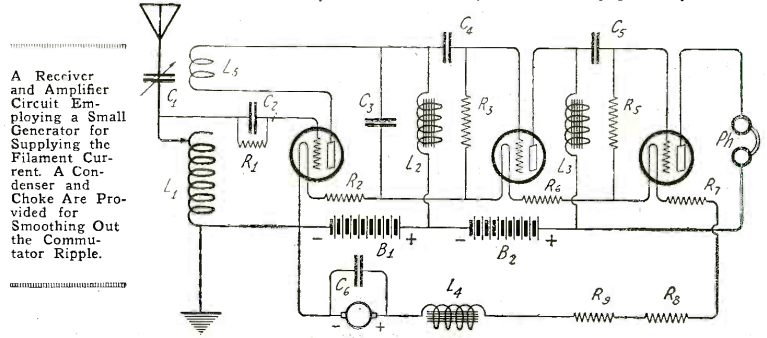 A Receiver
and Amplifier
Circuit Em-
ploying a Small
Generator for
Supplying the
Filament Cur-
rent. A Con-
denser and
Choke Are Pro-
vided for
Smoothing Out
the Commu-
tator Ripple.
C4
C5
L5
C1
C2
C3
R3
R5
Ph
R1
L2
L3
L1
R2
R6
R7
- B1 +
- B2 +
C6
L4
R9
R8
- +